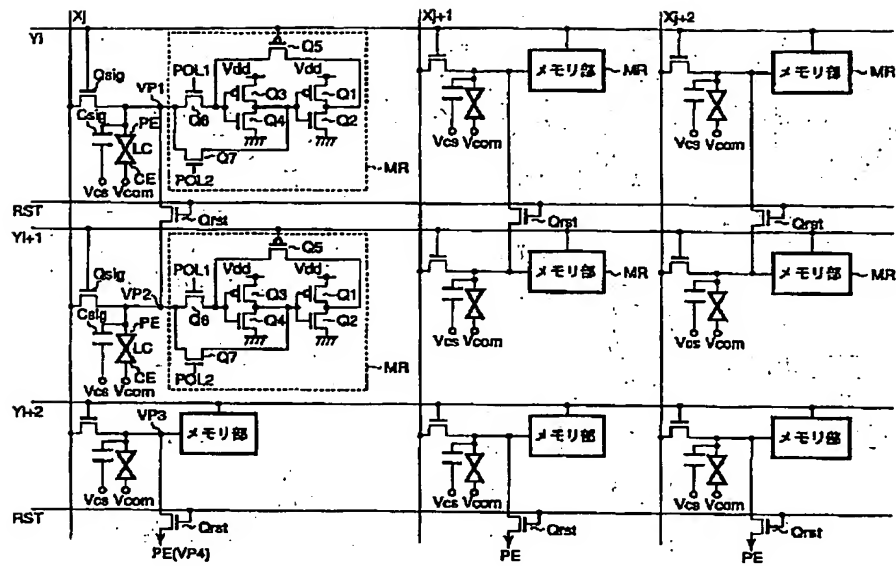 Xj Xj+1 Xj+2
Yi
Q5
Qsig POL1 Vdd Vdd メモリ部 MR メモリ部 MR
VP1 Q3 Q1
Csig PE Q6 Q4 Q2
LC Q7
CE POL2 MR
Vcs Vcom Vcs Vcom Vcs Vcom
RST
Qrst Qrst Qrst
Yi+1
Q5
Qsig POL1 Vdd Vdd メモリ部 MR メモリ部 MR
VP2 Q3 Q1
Csig PE Q6 Q4 Q2
LC Q7
CE POL2 MR
Vcs Vcom Vcs Vcom Vcs Vcom
Yi+2
VP3 メモリ部 メモリ部 メモリ部
Vcs Vcom Vcs Vcom Vcs Vcom
RST
Qrst Qrst Qrst
PE(VP4) PE PE